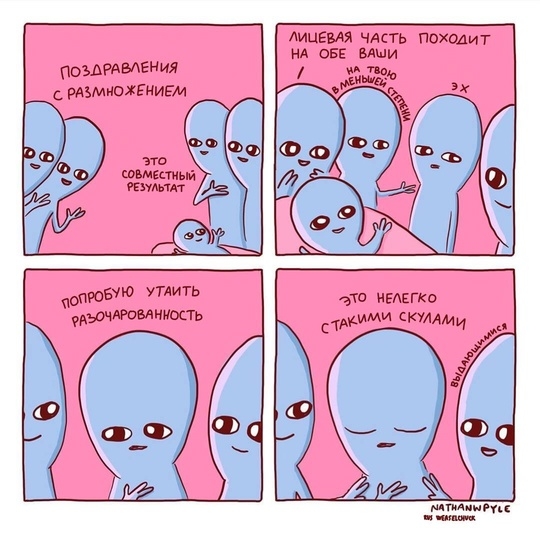 ПОЗДРАВЛЕНИЯ
С РАЗМНОЖЕНИЕМ
ЭТО
СОВМЕСТНЫЙ
РЕЗУЛЬТАТ
ЛИЦЕВАЯ ЧАСТЬ ПОХОДИТ
НА ОБЕ ВАШИ
НА ТВОЮ
В МЕНЬШЕЙ СТЕПЕНИ
ЭХ
ПОПРОБУЮ УТАИТЬ
РАЗОЧАРОВАННОСТЬ
ЭТО НЕЛЕГКО
С ТАКИМИ СКУЛАМИ
ВЫДАЮЩИМИСЯ
NATHANWPYLE
RUS WEASELCHUCK